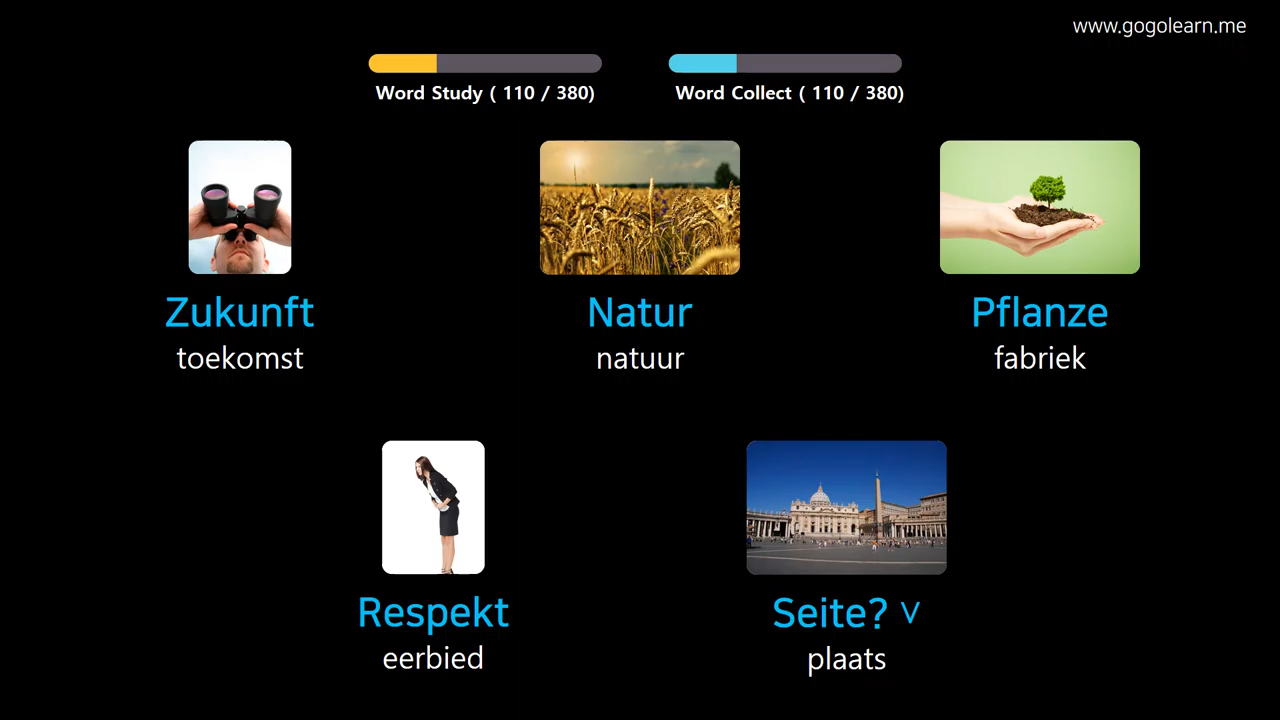 www.gogolearn.me
Word Study ( 110 / 380)
Word Collect ( 110 / 380)
Zukunft
toekomst
Natur
natuur
Pflanze
fabriek
Respekt
eerbied
Seite? V
plaats